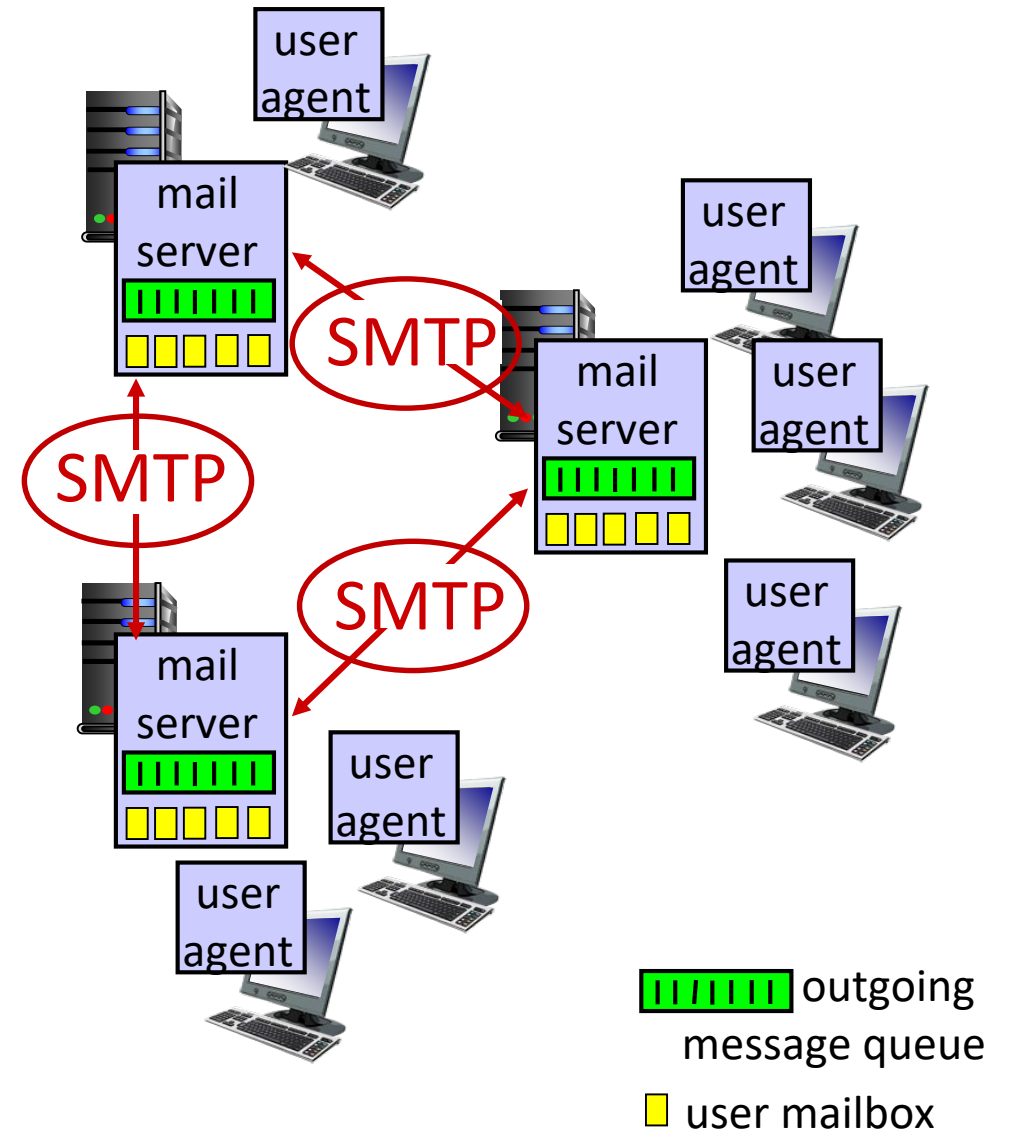 user
agent
mail
server
user
agent
SMTP
mail
server
user
agent
SMTP
SMTP
user
agent
mail
server
user
agent
user
agent
outgoing
message queue
user mailbox